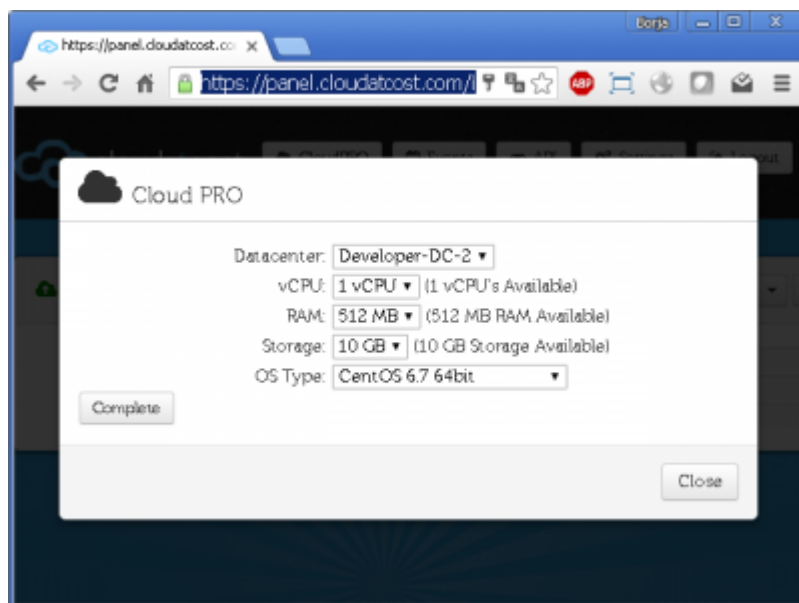 Borja
https://panel.cloudatcost.co
https://panel.cloudatcost.com/l
ABP
Cloud PRO
Datacenter: Developer-DC-2
vCPU: 1 vCPU (1 vCPU's Available)
RAM: 512 MB (512 MB RAM Available)
Storage: 10 GB (10 GB Storage Available)
OS Type: CentOS 6.7 64bit
Complete
Close